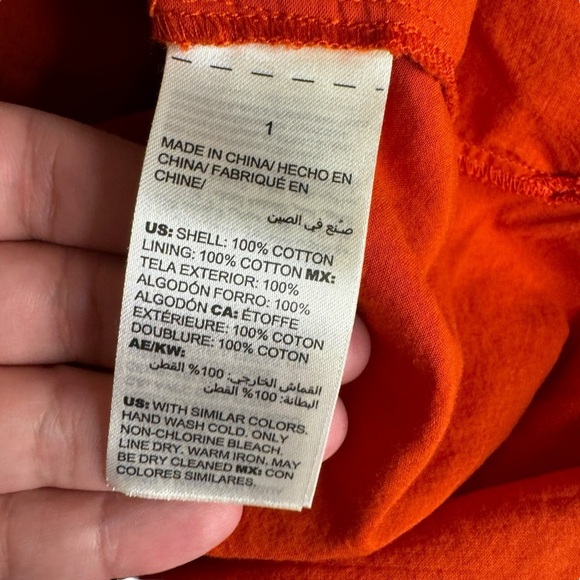 1
MADE IN CHINA/ HECHO EN
CHINA/ FABRIQUÉ EN
CHINE/
صنع في الصين
US: SHELL: 100% COTTON
LINING: 100% COTTON MX:
TELA EXTERIOR: 100%
ALGODÓN FORRO: 100%
ALGODÓN CA: ÉTOFFE
EXTÉRIEURE: 100% COTON
DOUBLURE: 100% COTON
AE/KW:
القماش الخارجي: 100% القطن
البطانة: 100% القطن
US: WITH SIMILAR COLORS.
HAND WASH COLD. ONLY
NON-CHLORINE BLEACH.
LINE DRY. WARM IRON. MAY
BE DRY CLEANED MX: CON
COLORES SIMILARES.